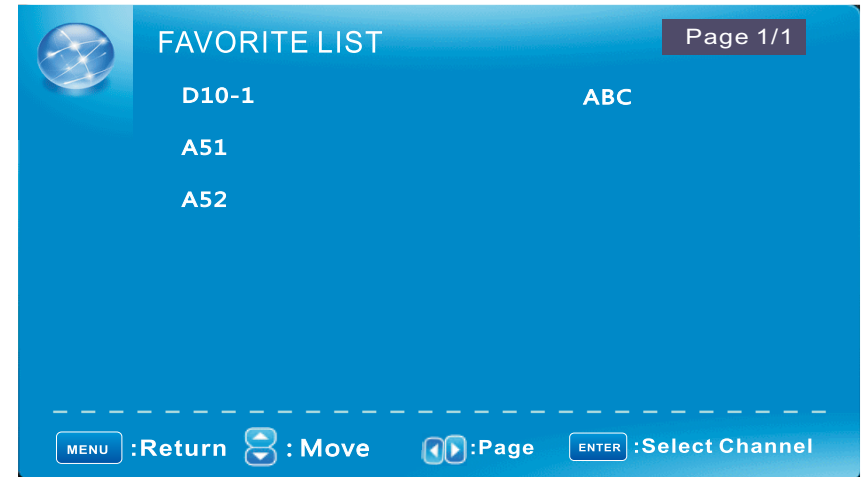 FAVORITE LIST Page 1/1
D10-1 ABC
A51
A52
MENU :Return : Move :Page ENTER :Select Channel